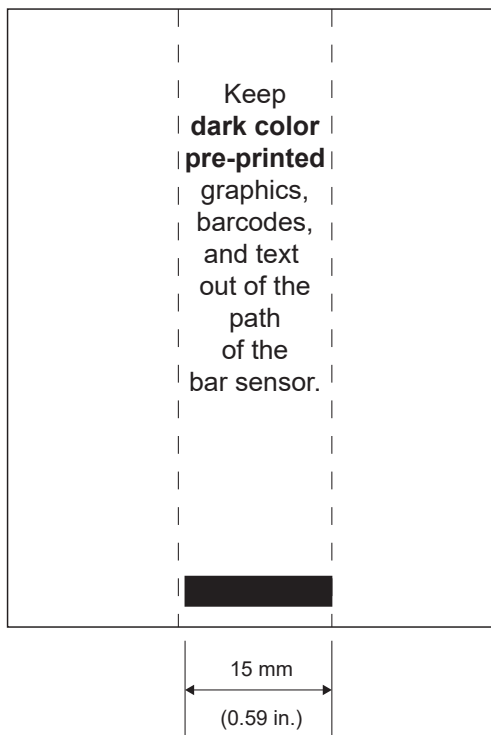 Keep
dark color
pre-printed
graphics,
barcodes,
and text
out of the
path
of the
bar sensor.
15 mm
(0.59 in.)